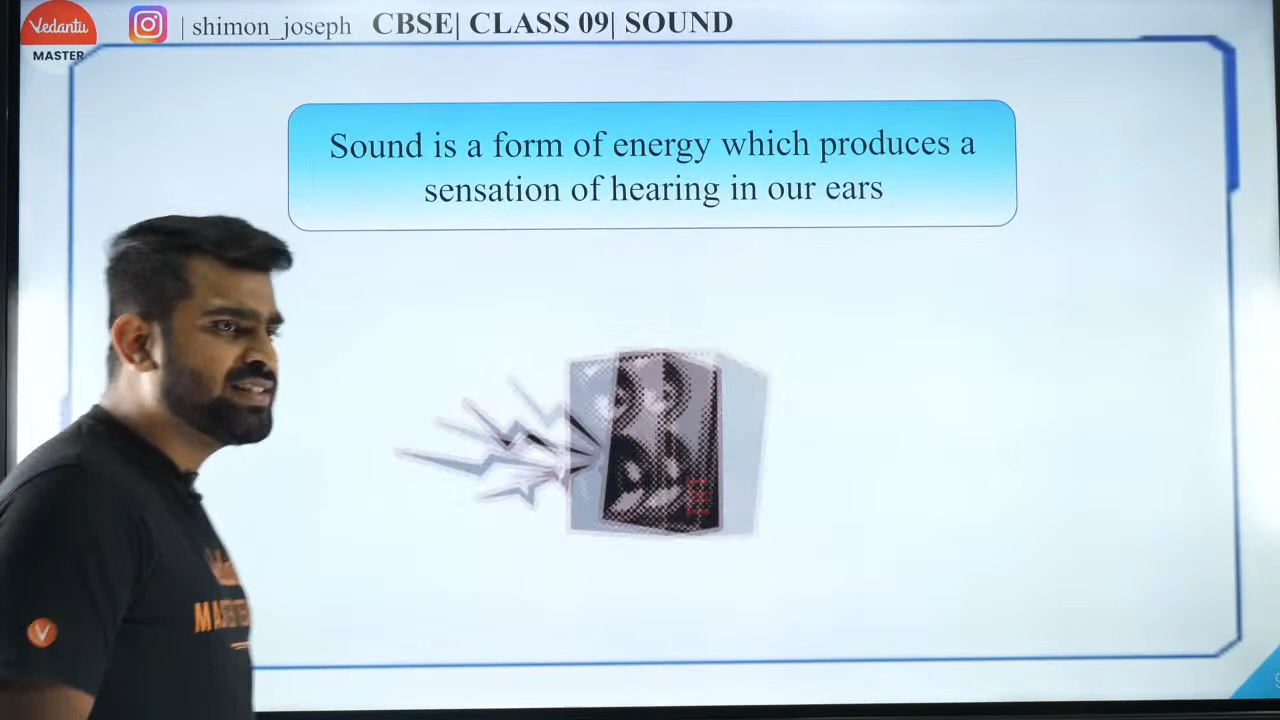 Vedantu
MASTER
| shimon_joseph CBSE| CLASS 09| SOUND
Sound is a form of energy which produces a
sensation of hearing in our ears
V